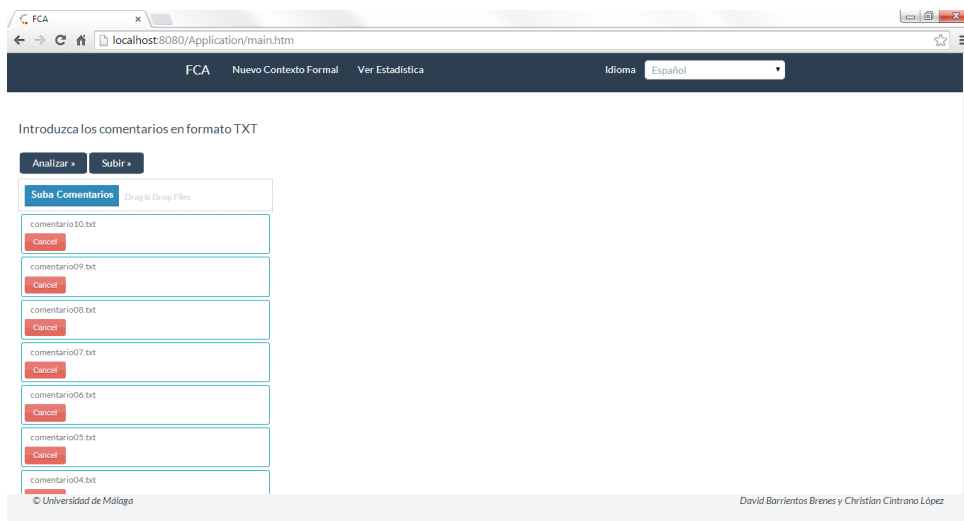 FCA
localhost:8080/Application/main.htm
FCA Nuevo Contexto Formal Ver Estadística Idioma Español
Introduzca los comentarios en formato TXT
Analizar » Subir »
Suba Comentarios Drag & Drop Files
comentario10.txt
Cancel
comentario09.txt
Cancel
comentario08.txt
Cancel
comentario07.txt
Cancel
comentario06.txt
Cancel
comentario05.txt
Cancel
comentario04.txt
© Universidad de Málaga David Barrientos Brenes y Christian Cintrano López